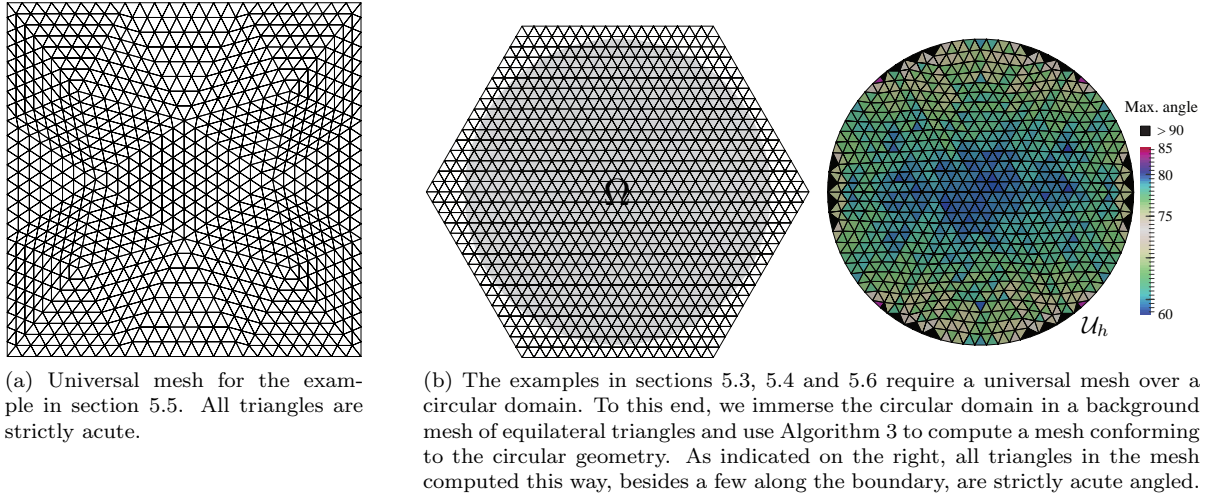 Ω
Max. angle
> 90
85
80
75
60
𝒰h
(a) Universal mesh for the exam-
ple in section 5.5. All triangles are
strictly acute.
(b) The examples in sections 5.3, 5.4 and 5.6 require a universal mesh over a
circular domain. To this end, we immerse the circular domain in a background
mesh of equilateral triangles and use Algorithm 3 to compute a mesh conforming
to the circular geometry. As indicated on the right, all triangles in the mesh
computed this way, besides a few along the boundary, are strictly acute angled.